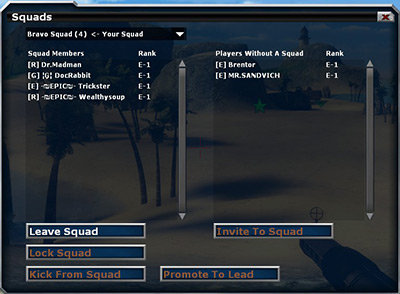 Squads
Bravo Squad (4) <- Your Squad
Squad Members Rank
[R] Dr.Madman E-1
[G] ¦G¦ DocRabbit E-1
[E] -=EPIC=- Trickster E-1
[R] -=EPIC=- Wealthysoup E-1
Players Without A Squad Rank
[E] Brentor E-1
[E] MR.SANDVICH E-1
Leave Squad
Invite To Squad
Lock Squad
Kick From Squad
Promote To Lead